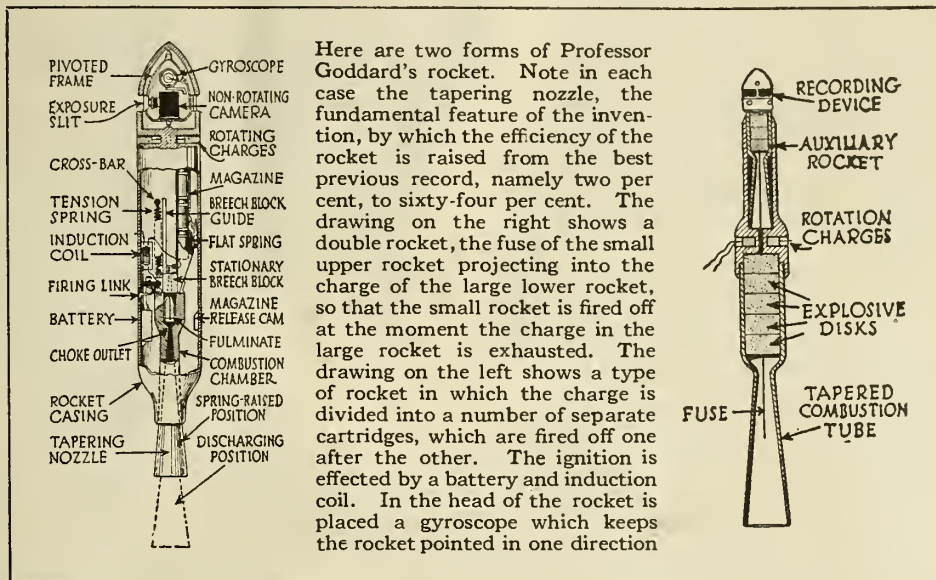 PIVOTED
FRAME
EXPOSURE
SLIT
CROSS-BAR
TENSION
SPRING
INDUCTION
COIL
FIRING LINK
BATTERY
CHOKE OUTLET
ROCKET
CASING
TAPERING
NOZZLE
GYROSCOPE
NON-ROTATING
CAMERA
ROTATING
CHARGES
MAGAZINE
BREECH BLOCK
GUIDE
FLAT SPRING
STATIONARY
BREECH BLOCK
MAGAZINE
RELEASE CAM
FULMINATE
COMBUSTION
CHAMBER
SPRING-RAISED
POSITION
DISCHARGING
POSITION
Here are two forms of Professor
Goddard's rocket. Note in each
case the tapering nozzle, the
fundamental feature of the inven-
tion, by which the efficiency of the
rocket is raised from the best
previous record, namely two per
cent, to sixty-four per cent. The
drawing on the right shows a
double rocket, the fuse of the small
upper rocket projecting into the
charge of the large lower rocket,
so that the small rocket is fired off
at the moment the charge in the
large rocket is exhausted. The
drawing on the left shows a type
of rocket in which the charge is
divided into a number of separate
cartridges, which are fired off one
after the other. The ignition is
effected by a battery and induction
coil. In the head of the rocket is
placed a gyroscope which keeps
the rocket pointed in one direction
RECORDING
DEVICE
AUXILIARY
ROCKET
ROTATION
CHARGES
EXPLOSIVE
DISKS
FUSE
TAPERED
COMBUSTION
TUBE